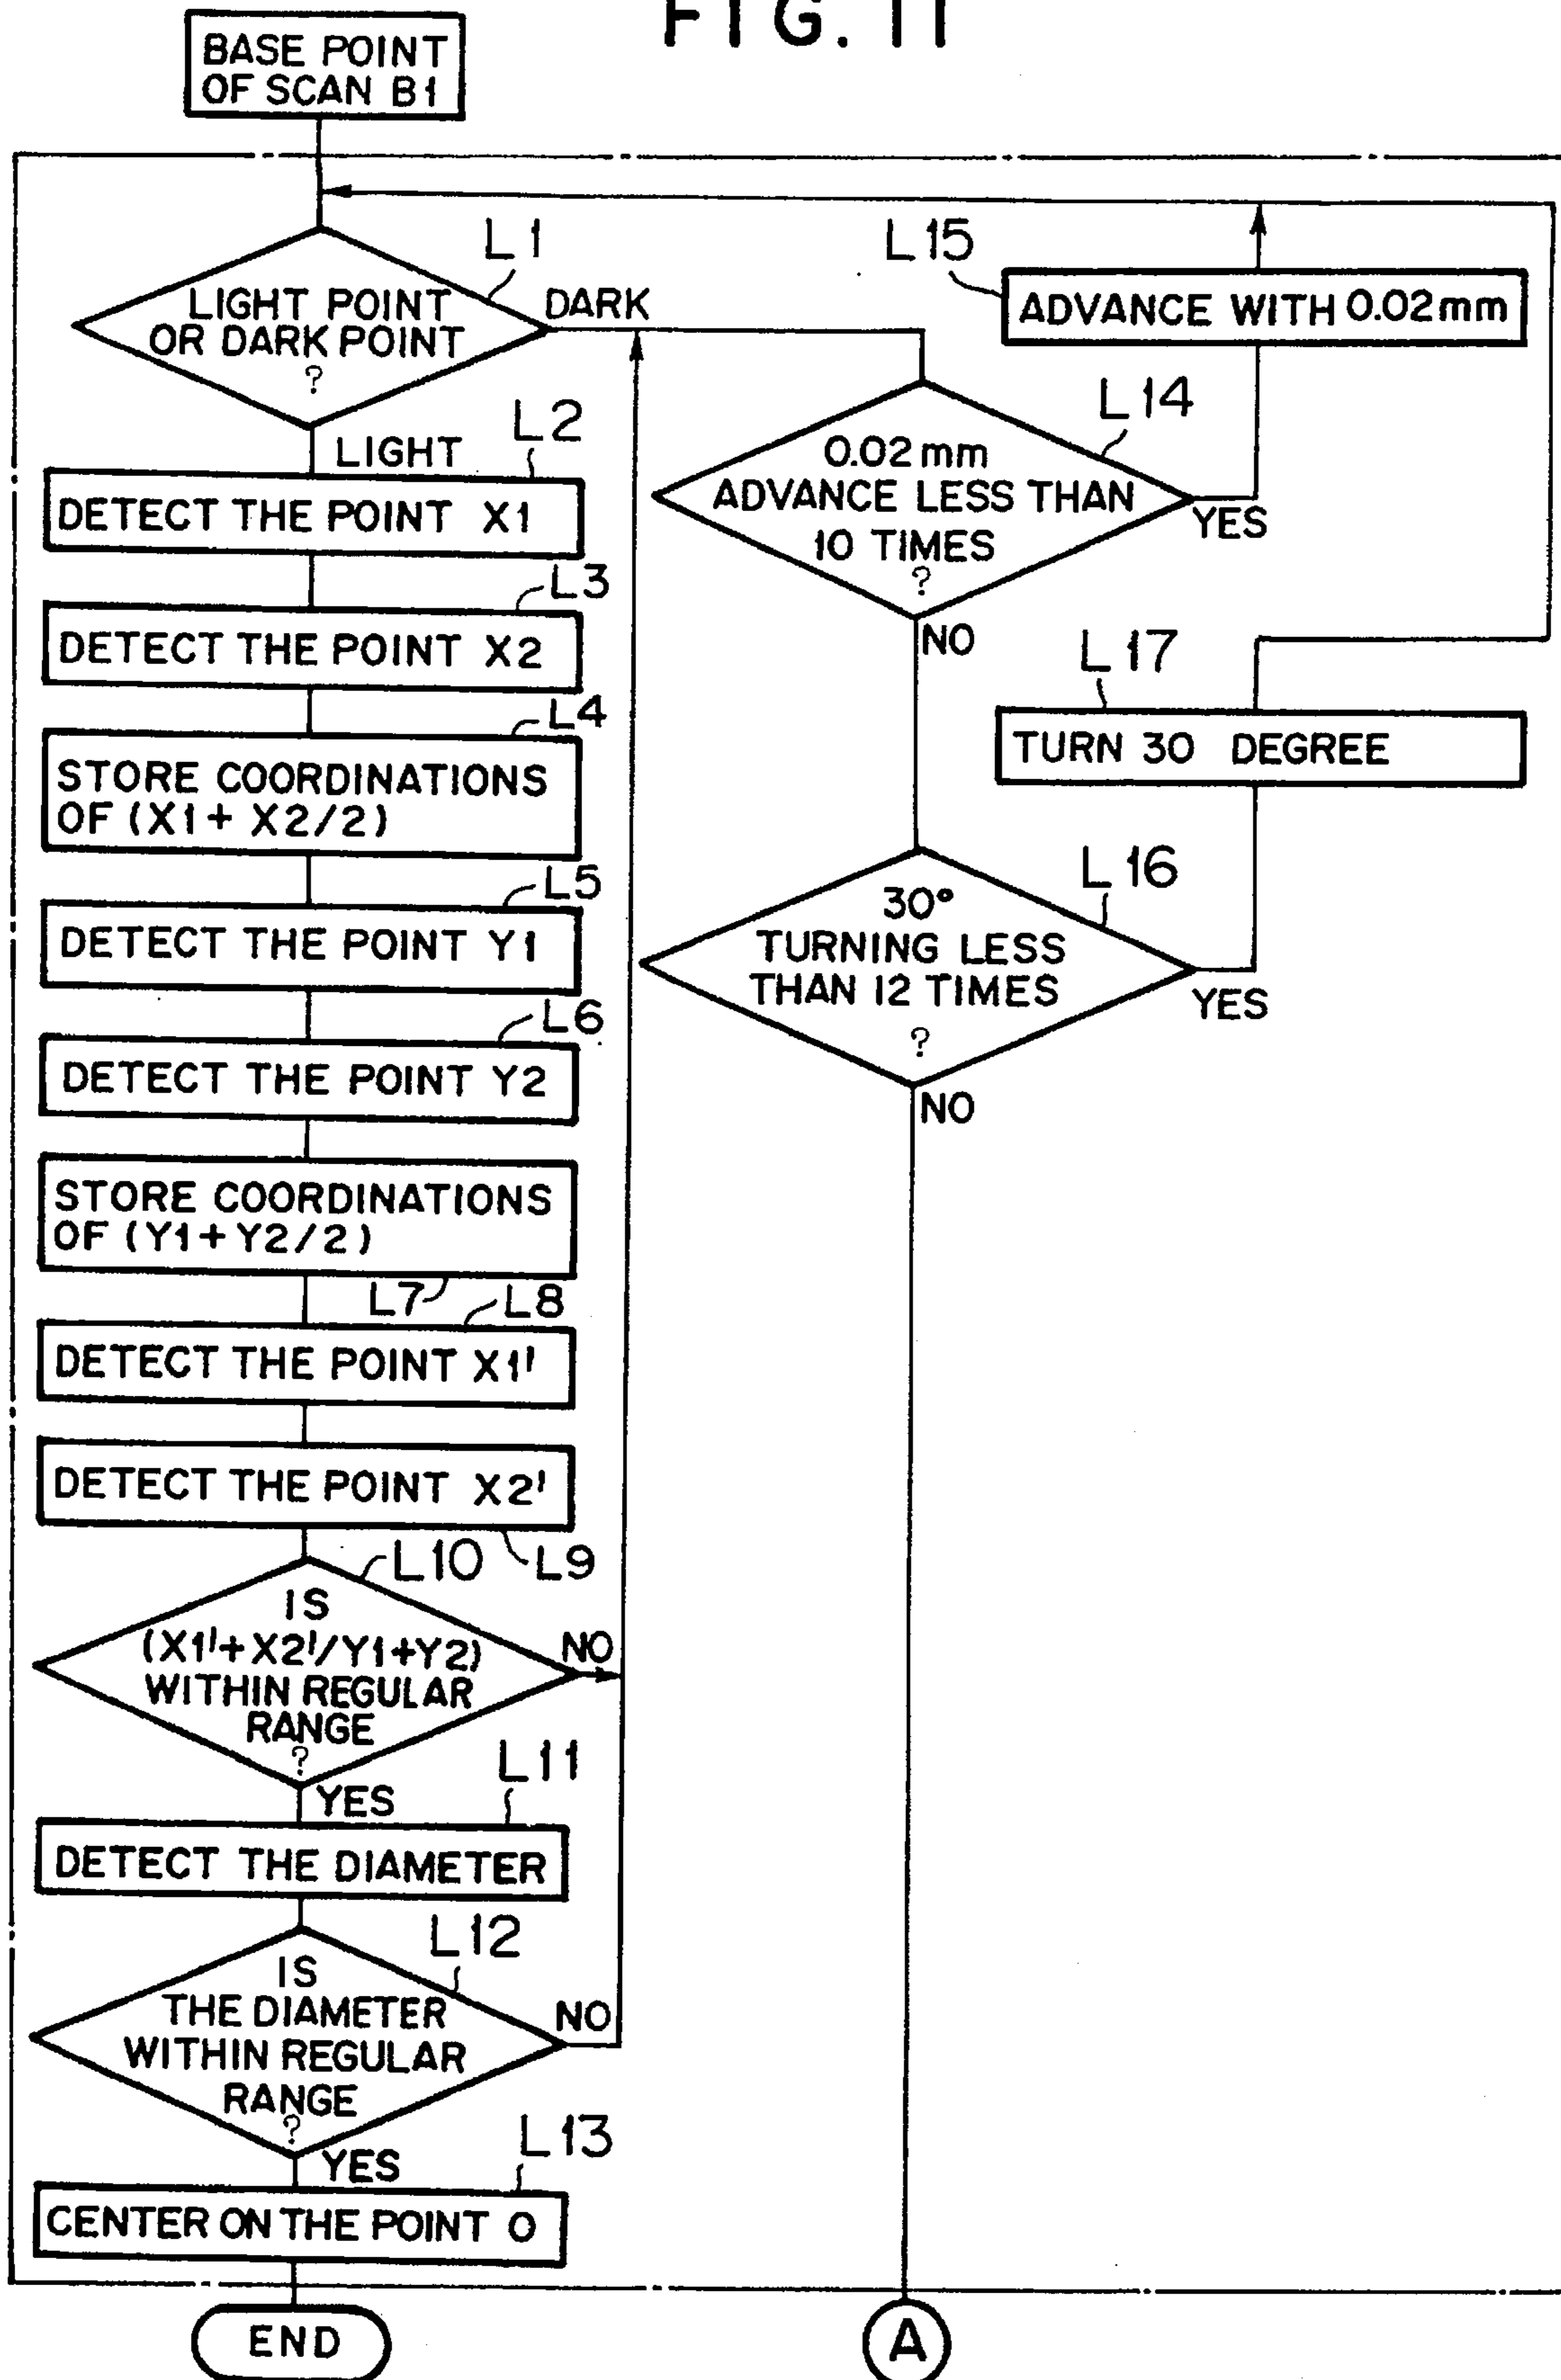 FIG. 11
BASE POINT
OF SCAN B1
L1
LIGHT POINT
OR DARK POINT
?
DARK
LIGHT
L2
DETECT THE POINT X1
L3
DETECT THE POINT X2
L4
STORE COORDINATIONS
OF (X1 + X2/2)
L5
DETECT THE POINT Y1
L6
DETECT THE POINT Y2
STORE COORDINATIONS
OF (Y1 + Y2/2)
L7
L8
DETECT THE POINT X1'
DETECT THE POINT X2'
L9
L10
IS
(X1'+X2'/Y1+Y2)
WITHIN REGULAR
RANGE
?
NO
YES
L11
DETECT THE DIAMETER
L12
IS
THE DIAMETER
WITHIN REGULAR
RANGE
?
NO
YES
L13
CENTER ON THE POINT O
END
L15
ADVANCE WITH 0.02mm
L14
0.02mm
ADVANCE LESS THAN
10 TIMES
?
YES
NO
L17
TURN 30 DEGREE
L16
30°
TURNING LESS
THAN 12 TIMES
?
YES
NO
A